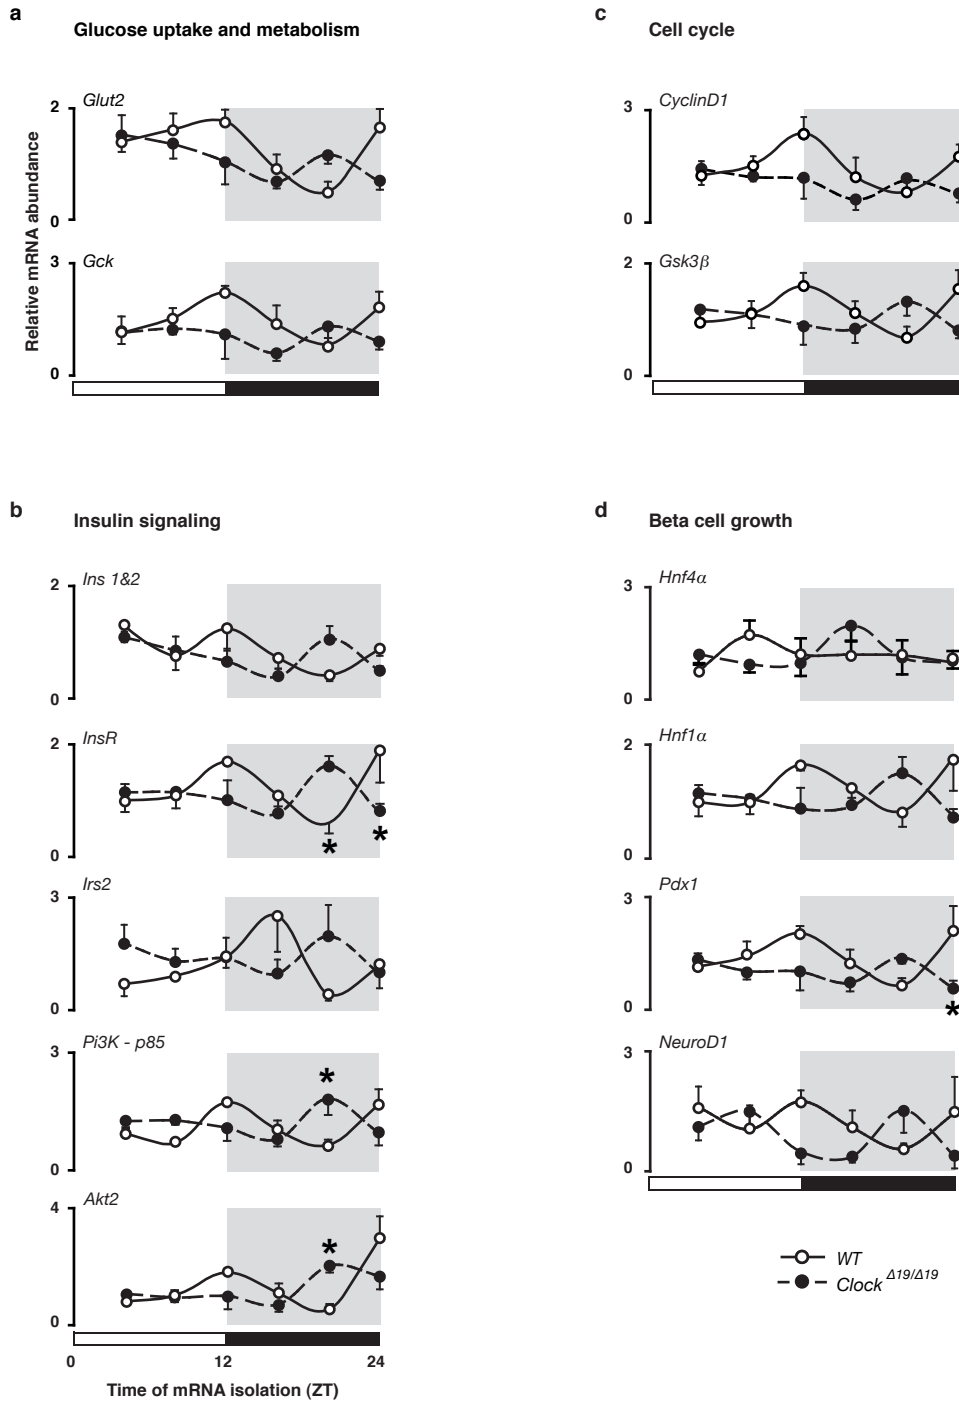 a
Glucose uptake and metabolism
Relative mRNA abundance
Glut2
2
0
Gck
3
0
b
Insulin signaling
Ins 1&2
2
0
InsR
2
0
*
*
Irs2
3
0
Pi3K - p85
3
0
*
Akt2
4
0
*
0 12 24
Time of mRNA isolation (ZT)
c
Cell cycle
CyclinD1
3
0
Gsk3β
2
0
d
Beta cell growth
Hnf4α
3
0
Hnf1α
2
0
Pdx1
3
0
*
NeuroD1
3
0
WT
Clock Δ19/Δ19